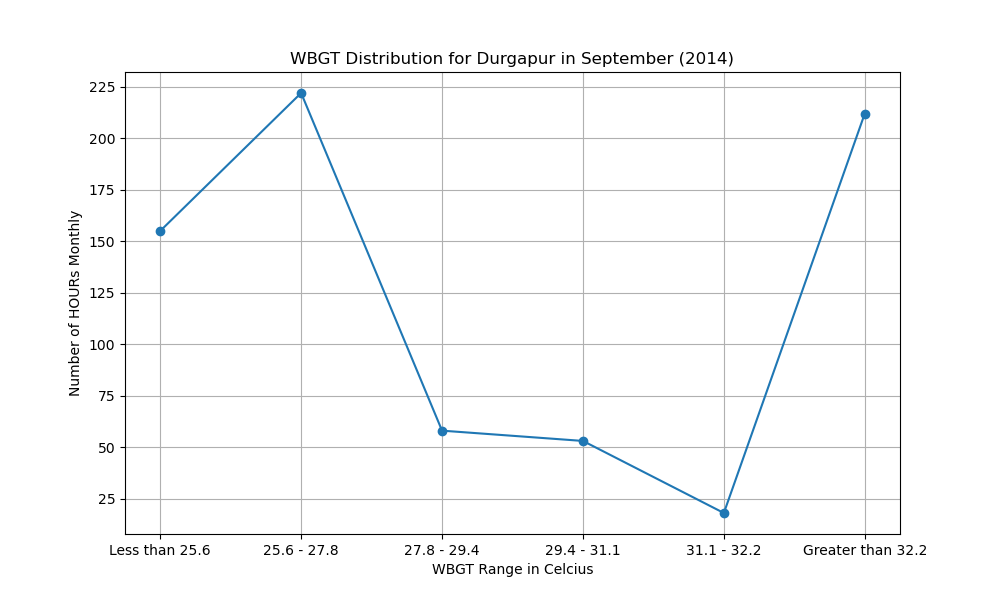 WBGT Distribution for Durgapur in September (2014)
Number of HOURs Monthly
225
200
175
150
125
100
75
50
25
Less than 25.6
25.6 - 27.8
27.8 - 29.4
29.4 - 31.1
31.1 - 32.2
Greater than 32.2
WBGT Range in Celcius